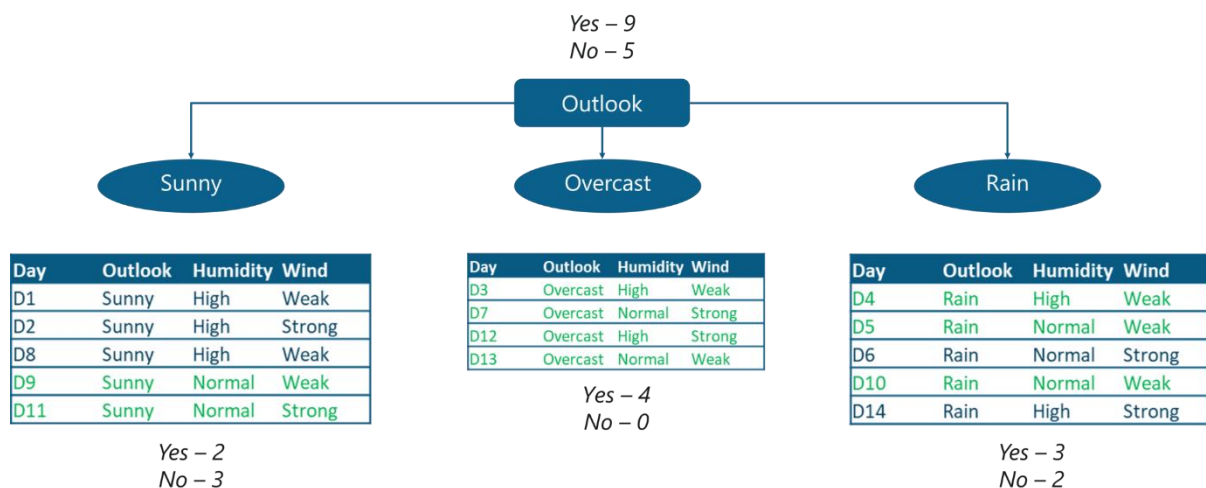 Yes – 9
No – 5
Outlook
Sunny
Overcast
Rain
Day Outlook Humidity Wind
D1 Sunny High Weak
D2 Sunny High Strong
D8 Sunny High Weak
D9 Sunny Normal Weak
D11 Sunny Normal Strong
Yes – 2
No – 3
Day Outlook Humidity Wind
D3 Overcast High Weak
D7 Overcast Normal Strong
D12 Overcast High Strong
D13 Overcast Normal Weak
Yes – 4
No – 0
Day Outlook Humidity Wind
D4 Rain High Weak
D5 Rain Normal Weak
D6 Rain Normal Strong
D10 Rain Normal Weak
D14 Rain High Strong
Yes – 3
No – 2